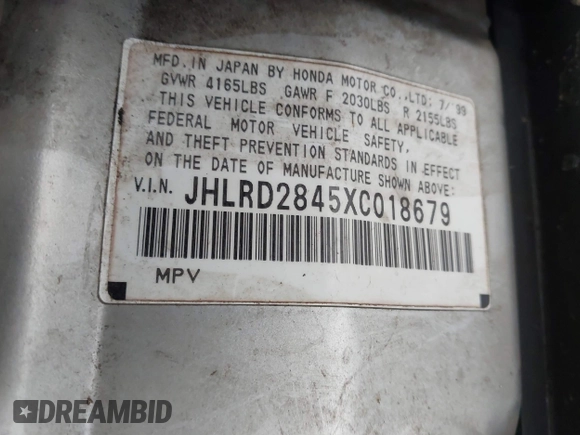 MFD. IN JAPAN BY HONDA MOTOR CO.,LTD; 7/'99
GVWR 4165LBS GAWR F 2030LBS R 2155LBS
THIS VEHICLE CONFORMS TO ALL APPLICABLE
FEDERAL MOTOR VEHICLE SAFETY,
AND THEFT PREVENTION STANDARDS IN EFFECT
ON THE DATE OF MANUFACTURE SHOWN ABOVE:
V.I.N. JHLRD2845XC018679
MPV
DREAMBID